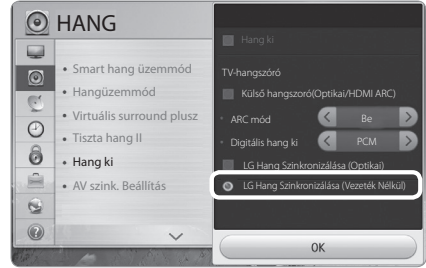 HANG
Smart hang üzemmód
Hangüzemmód
Virtuális surround plusz
Tiszta hang II
Hang ki
AV szink. Beállítás
Hang ki
TV-hangszóró
Külső hangszoró(Optikai/HDMI ARC)
ARC mód
Be
Digitális hang ki
PCM
LG Hang Szinkronizálása (Optikai)
LG Hang Szinkronizálása (Vezeték Nélkül)
OK